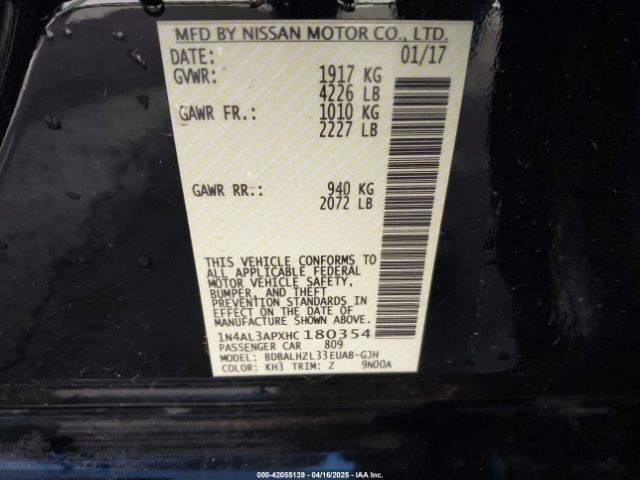 MFD BY NISSAN MOTOR CO., LTD.
DATE: 01/17
GVWR: 1917 KG
4226 LB
GAWR FR.: 1010 KG
2227 LB
GAWR RR.: 940 KG
2072 LB
THIS VEHICLE CONFORMS TO
ALL APPLICABLE FEDERAL
MOTOR VEHICLE SAFETY,
BUMPER, AND THEFT
PREVENTION STANDARDS IN
EFFECT ON THE DATE OF
MANUFACTURE SHOWN ABOVE.
1N4AL3APXHC180354
PASSENGER CAR 809
MODEL: BDBALHZL33EUAB-GJH
COLOR: KH3 TRIM: Z 9N00A
000-42055139 - 04/16/2025 - IAA Inc.